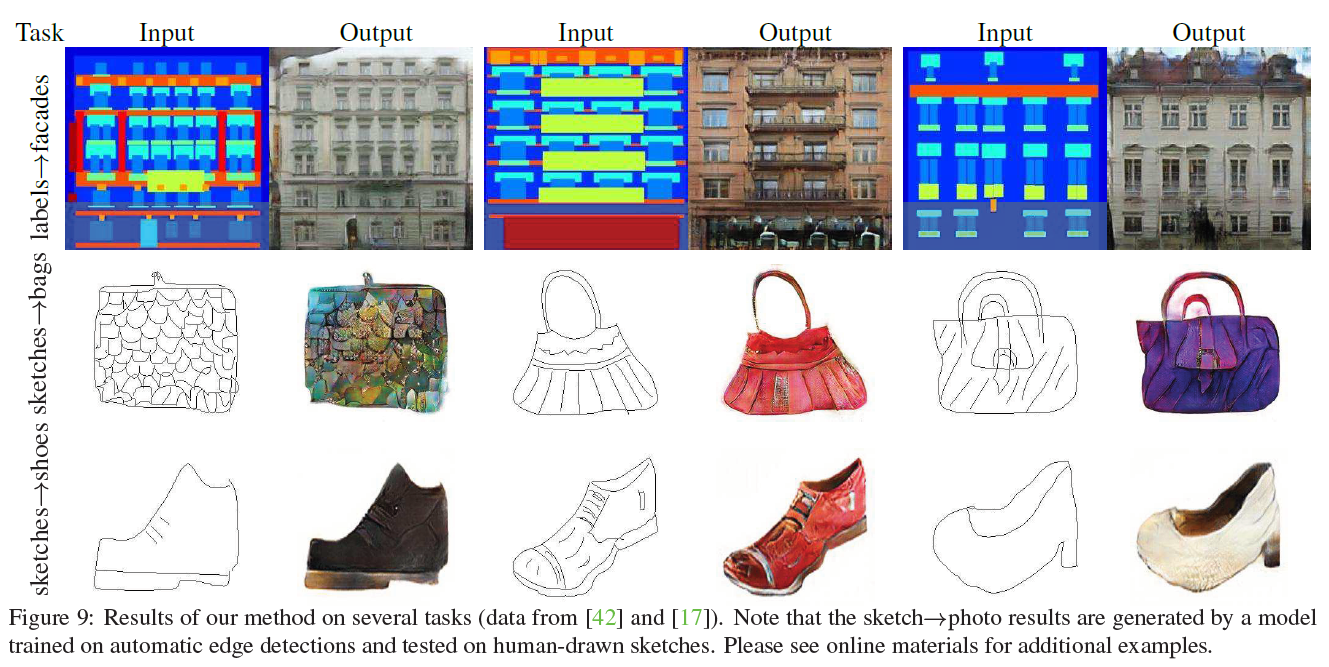 Task Input Output Input Output Input Output
labels→facades
sketches→bags
sketches→shoes
Figure 9: Results of our method on several tasks (data from [42] and [17]). Note that the sketch→photo results are generated by a model
trained on automatic edge detections and tested on human-drawn sketches. Please see online materials for additional examples.